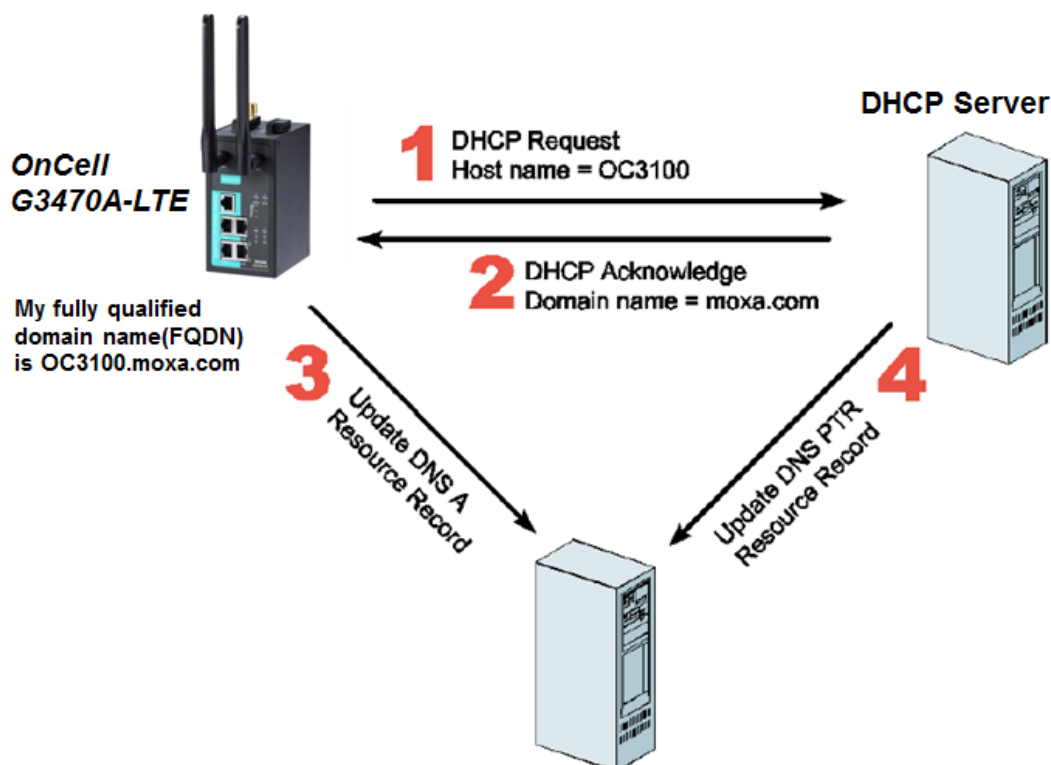 DHCP Server
OnCell
G3470A-LTE
1
DHCP Request
Host name = OC3100
2
DHCP Acknowledge
Domain name = moxa.com
My fully qualified
domain name(FQDN)
is OC3100.moxa.com
3
Update DNS A
Resource Record
4
Update DNS PTR
Resource Record